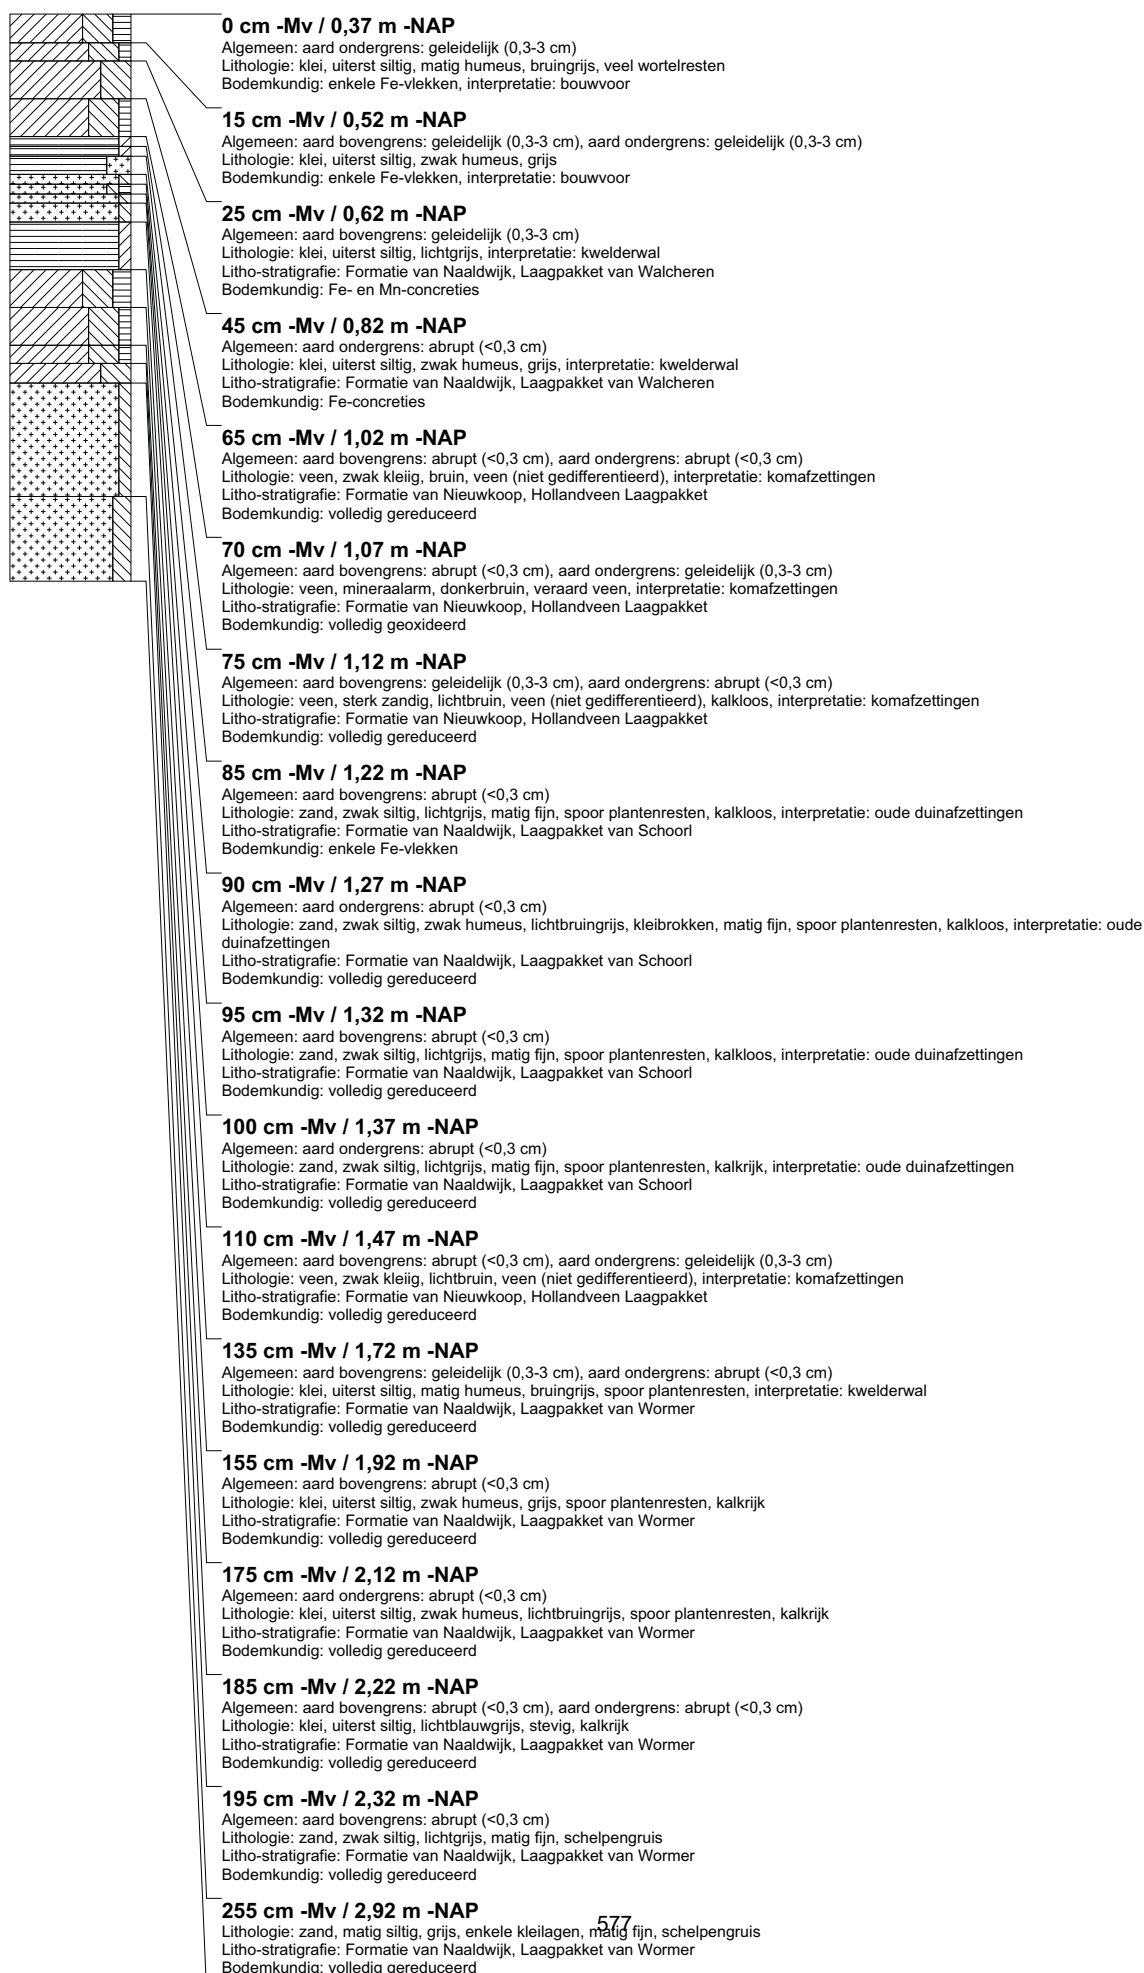 0 cm -Mv / 0,37 m -NAP
Algemeen: aard ondergrens: geleidelijk (0,3-3 cm)
Lithologie: klei, uiterst siltig, matig humeus, bruingrijs, veel wortelresten
Bodemkundig: enkele Fe-vlekken, interpretatie: bouwvoor
15 cm -Mv / 0,52 m -NAP
Algemeen: aard bovengrens: geleidelijk (0,3-3 cm), aard ondergrens: geleidelijk (0,3-3 cm)
Lithologie: klei, uiterst siltig, zwak humeus, grijs
Bodemkundig: enkele Fe-vlekken, interpretatie: bouwvoor
25 cm -Mv / 0,62 m -NAP
Algemeen: aard bovengrens: geleidelijk (0,3-3 cm)
Lithologie: klei, uiterst siltig, lichtgrijs, interpretatie: kwelderwal
Litho-stratigrafie: Formatie van Naaldwijk, Laagpakket van Walcheren
Bodemkundig: Fe- en Mn-concreties
45 cm -Mv / 0,82 m -NAP
Algemeen: aard ondergrens: abrupt (<0,3 cm)
Lithologie: klei, uiterst siltig, zwak humeus, grijs, interpretatie: kwelderwal
Litho-stratigrafie: Formatie van Naaldwijk, Laagpakket van Walcheren
Bodemkundig: Fe-concreties
65 cm -Mv / 1,02 m -NAP
Algemeen: aard bovengrens: abrupt (<0,3 cm), aard ondergrens: abrupt (<0,3 cm)
Lithologie: veen, zwak kleiig, bruin, veen (niet gedifferentieerd), interpretatie: komafzettingen
Litho-stratigrafie: Formatie van Nieuwkoop, Hollandveen Laagpakket
Bodemkundig: volledig gereduceerd
70 cm -Mv / 1,07 m -NAP
Algemeen: aard bovengrens: abrupt (<0,3 cm), aard ondergrens: geleidelijk (0,3-3 cm)
Lithologie: veen, mineraalarm, donkerbruin, veraard veen, interpretatie: komafzettingen
Litho-stratigrafie: Formatie van Nieuwkoop, Hollandveen Laagpakket
Bodemkundig: volledig geoxideerd
75 cm -Mv / 1,12 m -NAP
Algemeen: aard bovengrens: geleidelijk (0,3-3 cm), aard ondergrens: abrupt (<0,3 cm)
Lithologie: veen, sterk zandig, lichtbruin, veen (niet gedifferentieerd), kalkloos, interpretatie: komafzettingen
Litho-stratigrafie: Formatie van Nieuwkoop, Hollandveen Laagpakket
Bodemkundig: volledig gereduceerd
85 cm -Mv / 1,22 m -NAP
Algemeen: aard bovengrens: abrupt (<0,3 cm)
Lithologie: zand, zwak siltig, lichtgrijs, matig fijn, spoor plantenresten, kalkloos, interpretatie: oude duinafzettingen
Litho-stratigrafie: Formatie van Naaldwijk, Laagpakket van Schoorl
Bodemkundig: enkele Fe-vlekken
90 cm -Mv / 1,27 m -NAP
Algemeen: aard ondergrens: abrupt (<0,3 cm)
Lithologie: zand, zwak siltig, zwak humeus, lichtbruingrijs, kleibrokken, matig fijn, spoor plantenresten, kalkloos, interpretatie: oude
duinafzettingen
Litho-stratigrafie: Formatie van Naaldwijk, Laagpakket van Schoorl
Bodemkundig: volledig gereduceerd
95 cm -Mv / 1,32 m -NAP
Algemeen: aard bovengrens: abrupt (<0,3 cm)
Lithologie: zand, zwak siltig, lichtgrijs, matig fijn, spoor plantenresten, kalkloos, interpretatie: oude duinafzettingen
Litho-stratigrafie: Formatie van Naaldwijk, Laagpakket van Schoorl
Bodemkundig: volledig gereduceerd
100 cm -Mv / 1,37 m -NAP
Algemeen: aard ondergrens: abrupt (<0,3 cm)
Lithologie: zand, zwak siltig, lichtgrijs, matig fijn, spoor plantenresten, kalkrijk, interpretatie: oude duinafzettingen
Litho-stratigrafie: Formatie van Naaldwijk, Laagpakket van Schoorl
Bodemkundig: volledig gereduceerd
110 cm -Mv / 1,47 m -NAP
Algemeen: aard bovengrens: abrupt (<0,3 cm), aard ondergrens: geleidelijk (0,3-3 cm)
Lithologie: veen, zwak kleiig, lichtbruin, veen (niet gedifferentieerd), interpretatie: komafzettingen
Litho-stratigrafie: Formatie van Nieuwkoop, Hollandveen Laagpakket
Bodemkundig: volledig gereduceerd
135 cm -Mv / 1,72 m -NAP
Algemeen: aard bovengrens: geleidelijk (0,3-3 cm), aard ondergrens: abrupt (<0,3 cm)
Lithologie: klei, uiterst siltig, matig humeus, bruingrijs, spoor plantenresten, interpretatie: kwelderwal
Litho-stratigrafie: Formatie van Naaldwijk, Laagpakket van Wormer
Bodemkundig: volledig gereduceerd
155 cm -Mv / 1,92 m -NAP
Algemeen: aard bovengrens: abrupt (<0,3 cm)
Lithologie: klei, uiterst siltig, zwak humeus, grijs, spoor plantenresten, kalkrijk
Litho-stratigrafie: Formatie van Naaldwijk, Laagpakket van Wormer
Bodemkundig: volledig gereduceerd
175 cm -Mv / 2,12 m -NAP
Algemeen: aard ondergrens: abrupt (<0,3 cm)
Lithologie: klei, uiterst siltig, zwak humeus, lichtbruingrijs, spoor plantenresten, kalkrijk
Litho-stratigrafie: Formatie van Naaldwijk, Laagpakket van Wormer
Bodemkundig: volledig gereduceerd
185 cm -Mv / 2,22 m -NAP
Algemeen: aard bovengrens: abrupt (<0,3 cm), aard ondergrens: abrupt (<0,3 cm)
Lithologie: klei, uiterst siltig, lichtblauwgrijs, stevig, kalkrijk
Litho-stratigrafie: Formatie van Naaldwijk, Laagpakket van Wormer
Bodemkundig: volledig gereduceerd
195 cm -Mv / 2,32 m -NAP
Algemeen: aard bovengrens: abrupt (<0,3 cm)
Lithologie: zand, zwak siltig, lichtgrijs, matig fijn, schelpengruis
Litho-stratigrafie: Formatie van Naaldwijk, Laagpakket van Wormer
Bodemkundig: volledig gereduceerd
255 cm -Mv / 2,92 m -NAP
577
Lithologie: zand, matig siltig, grijs, enkele kleilagen, matig fijn, schelpengruis
Litho-stratigrafie: Formatie van Naaldwijk, Laagpakket van Wormer
Bodemkundig: volledig gereduceerd